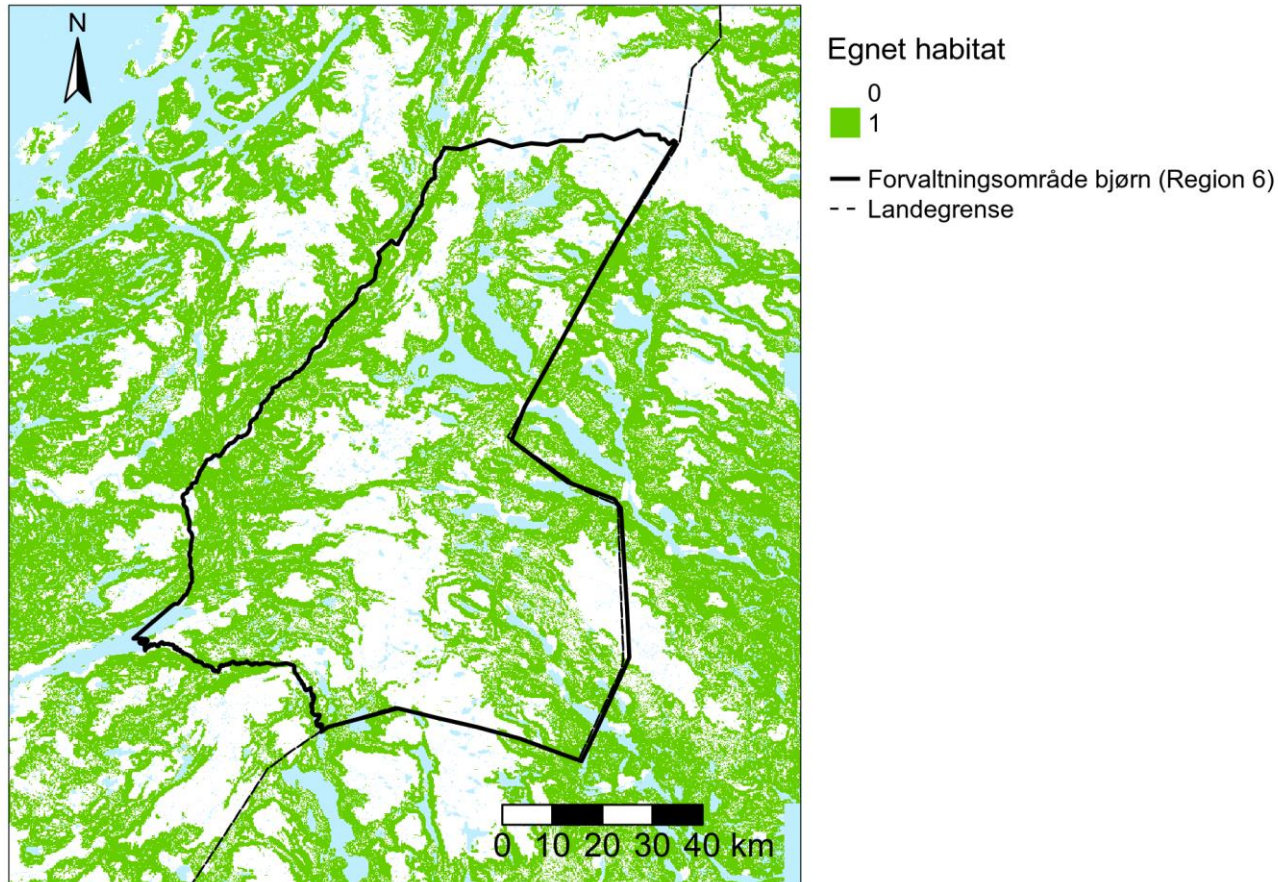 N
Egnet habitat
0
1
Forvaltningsområde bjørn (Region 6)
Landegrense
0 10 20 30 40 km